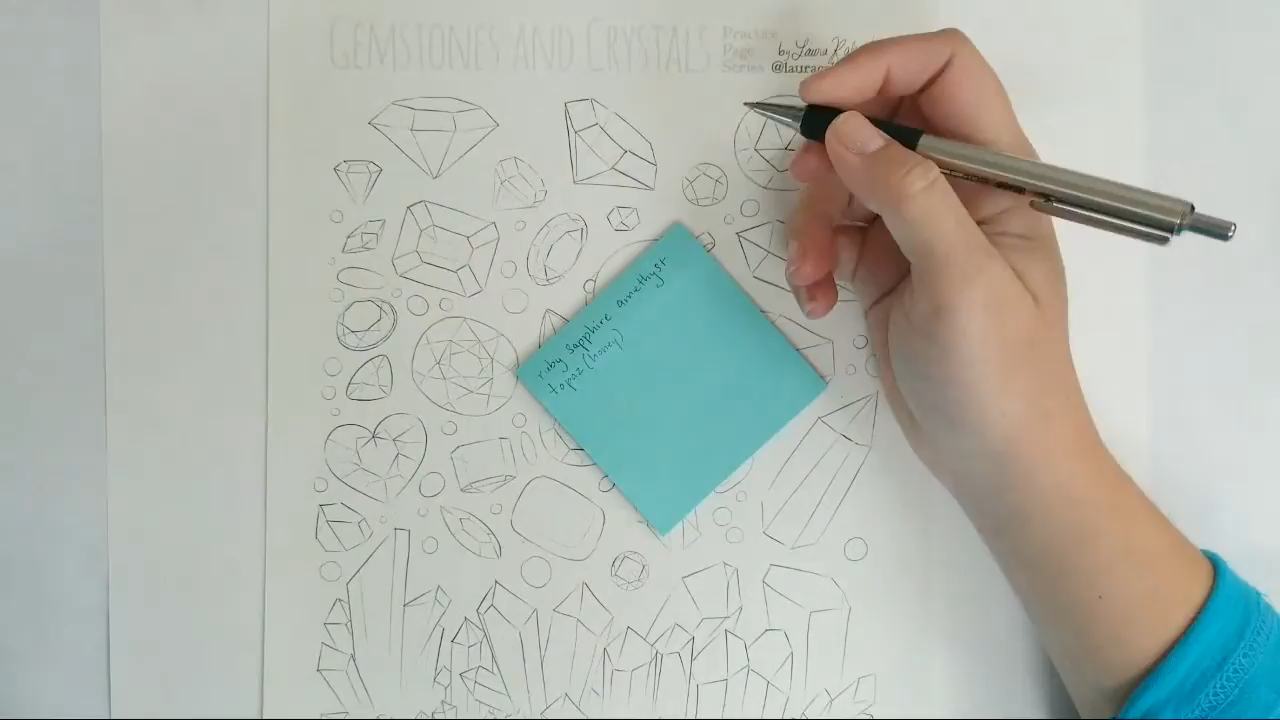 GEMSTONES AND CRYSTALS
Practice
Page
Series
by Laura
ruby sapphire amethyst
topaz (honey)